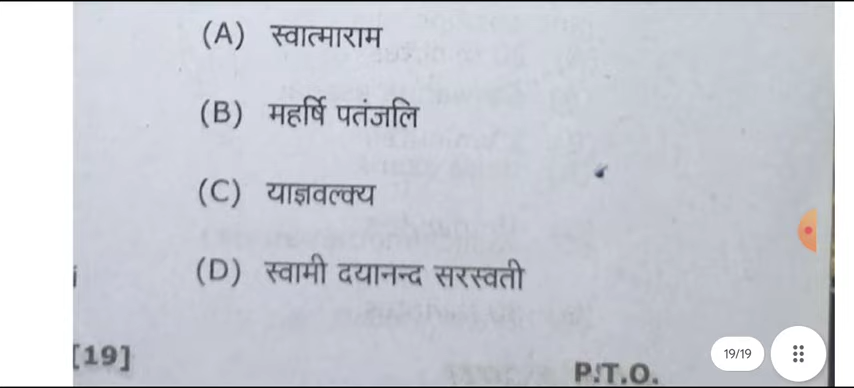 (A) स्वात्माराम
(B) महर्षि पतंजलि
(C) याज्ञवल्क्य
(D) स्वामी दयानन्द सरस्वती
[19]
P.T.O.
19/19